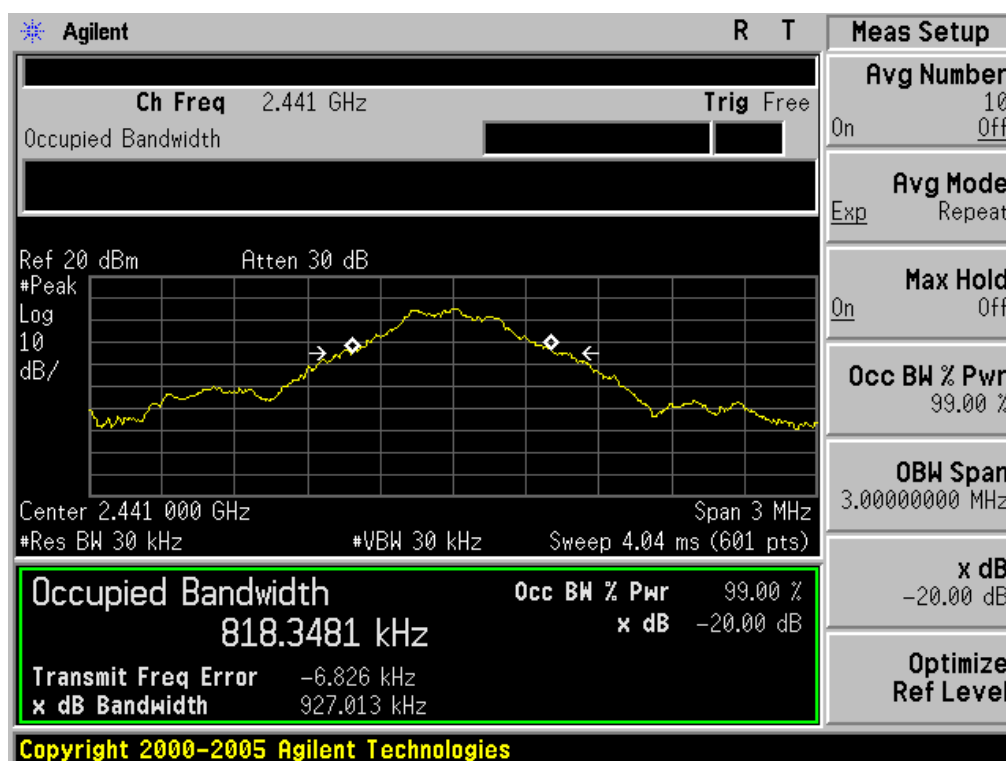 Agilent R T
Ch Freq 2.441 GHz Trig Free
Occupied Bandwidth
Ref 20 dBm Atten 30 dB
#Peak
Log
10
dB/
Center 2.441 000 GHz Span 3 MHz
#Res BW 30 kHz #VBW 30 kHz Sweep 4.04 ms (601 pts)
Occupied Bandwidth
818.3481 kHz
Occ BW % Pwr 99.00 %
x dB -20.00 dB
Transmit Freq Error -6.826 kHz
x dB Bandwidth 927.013 kHz
Copyright 2000-2005 Agilent Technologies
Meas Setup
Avg Number
10
On Off
Avg Mode
Exp Repeat
Max Hold
On Off
Occ BW % Pwr
99.00 %
OBW Span
3.00000000 MHz
x dB
-20.00 dB
Optimize
Ref Level